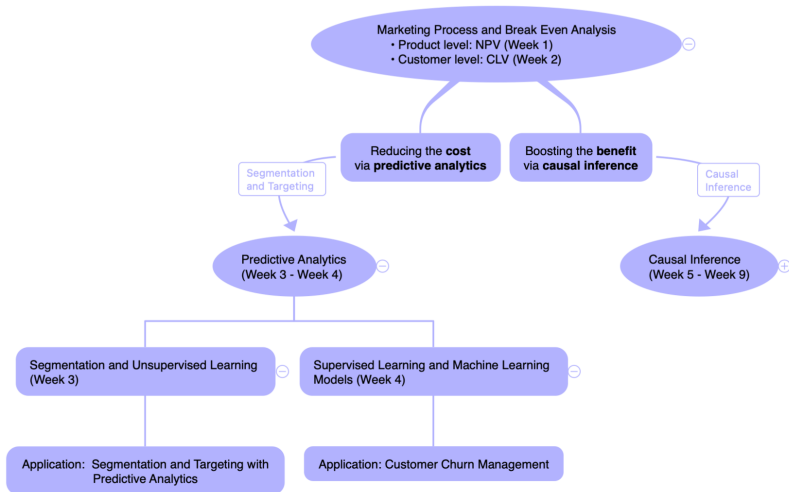 Marketing Process and Break Even Analysis
• Product level: NPV (Week 1)
• Customer level: CLV (Week 2)
Reducing the cost
via predictive analytics
Boosting the benefit
via causal inference
Segmentation
and Targeting
Causal
Inference
Predictive Analytics
(Week 3 - Week 4)
Causal Inference
(Week 5 - Week 9)
Segmentation and Unsupervised Learning
(Week 3)
Supervised Learning and Machine Learning
Models (Week 4)
Application:  Segmentation and Targeting with
Predictive Analytics
Application: Customer Churn Management